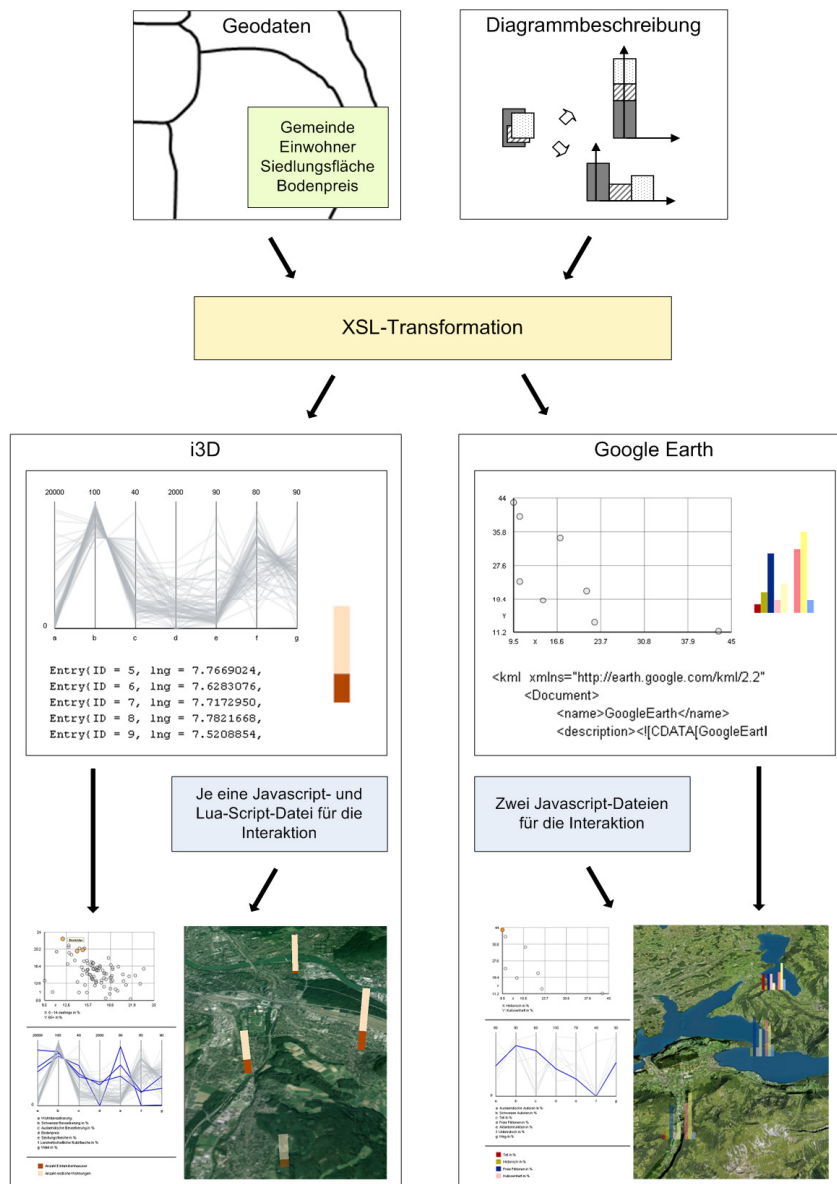 Geodaten
Gemeinde
Einwohner
Siedlungsfläche
Bodenpreis
Diagrammbeschreibung
XSL-Transformation
i3D
20000 100 40 2000 90 80 90
0
a b c d e f g
Entry(ID = 5, lng = 7.7669024,
Entry(ID = 6, lng = 7.6283076,
Entry(ID = 7, lng = 7.7172950,
Entry(ID = 8, lng = 7.7821668,
Entry(ID = 9, lng = 7.5208854,
Je eine Javascript- und
Lua-Script-Datei für die
Interaktion
Google Earth
44
35.8
27.6
19.4
Y
11.2
9.5 X 16.6 23.7 30.8 37.9 45
<kml xmlns="http://earth.google.com/kml/2.2"
<Document>
<name>GoogleEarth</name>
<description><![CDATA[GoogleEartl
Zwei Javascript-Dateien
für die Interaktion